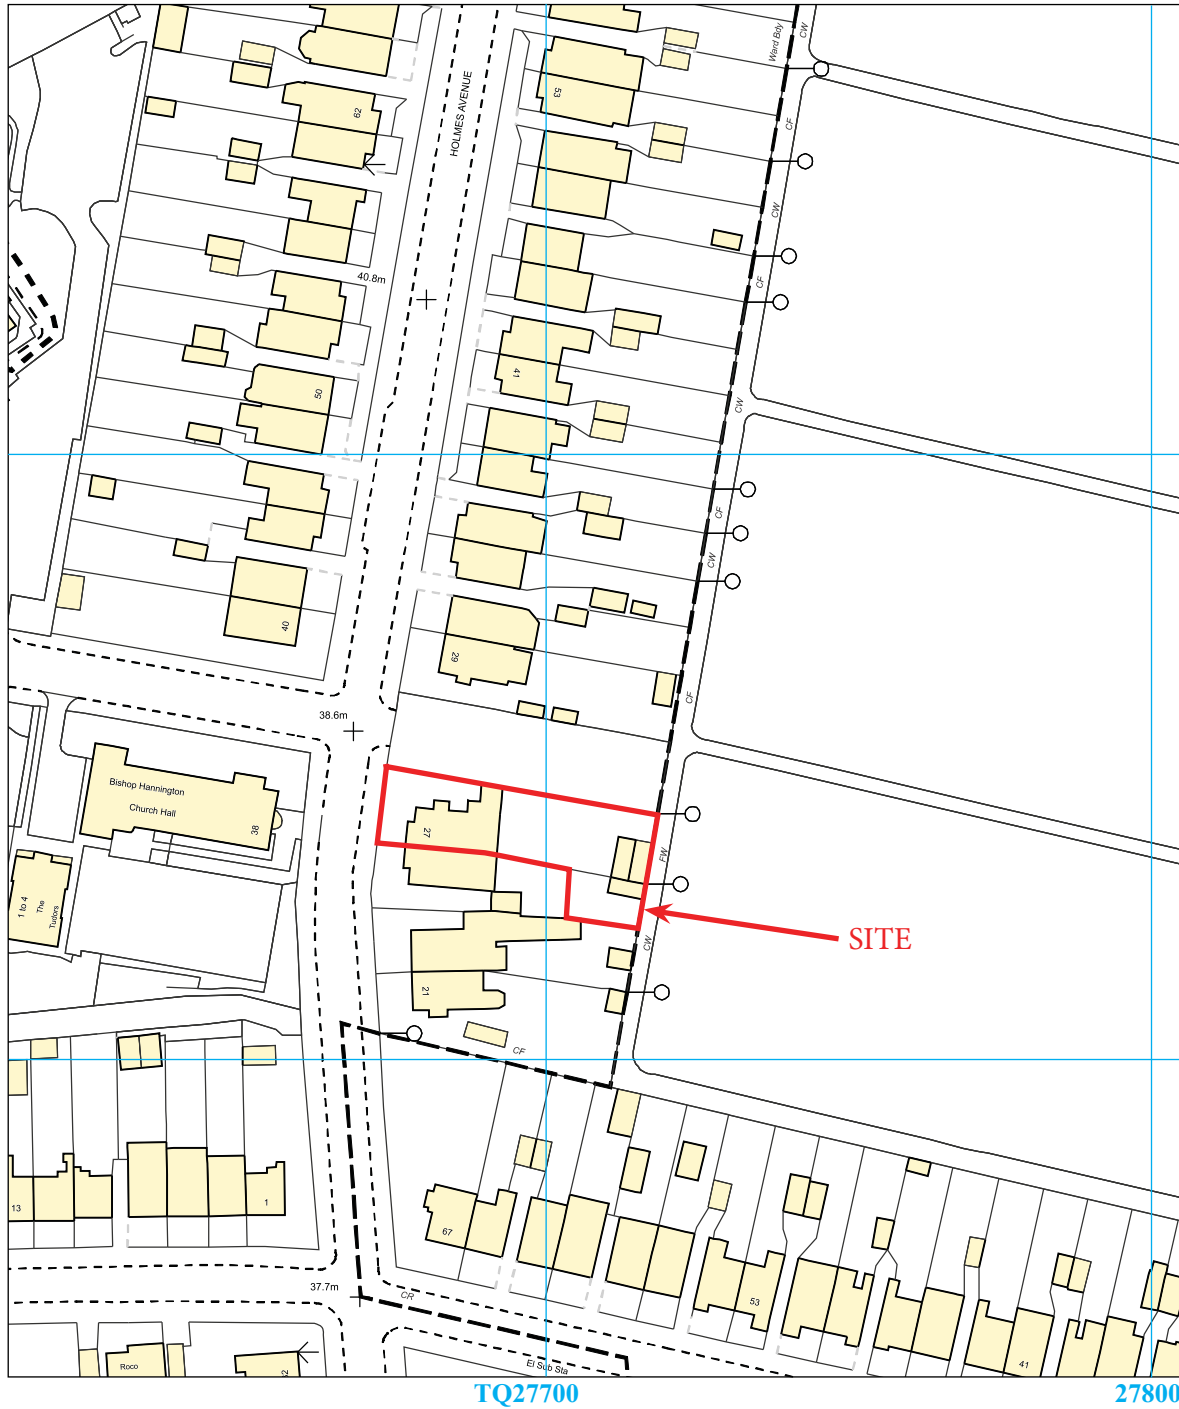 Ward Bdy
CW
62
53
HOLMES AVENUE
CF
CW
40.8m
CF
50
41
CW
CF
CW
40
29
CF
38.6m
Bishop Hannington
Church Hall
38
27
FW
1 to 4
The
Tudors
SITE
CW
21
CF
13
1
67
37.7m
CR
53
41
El Sub Sta
Roco
TQ27700
27800